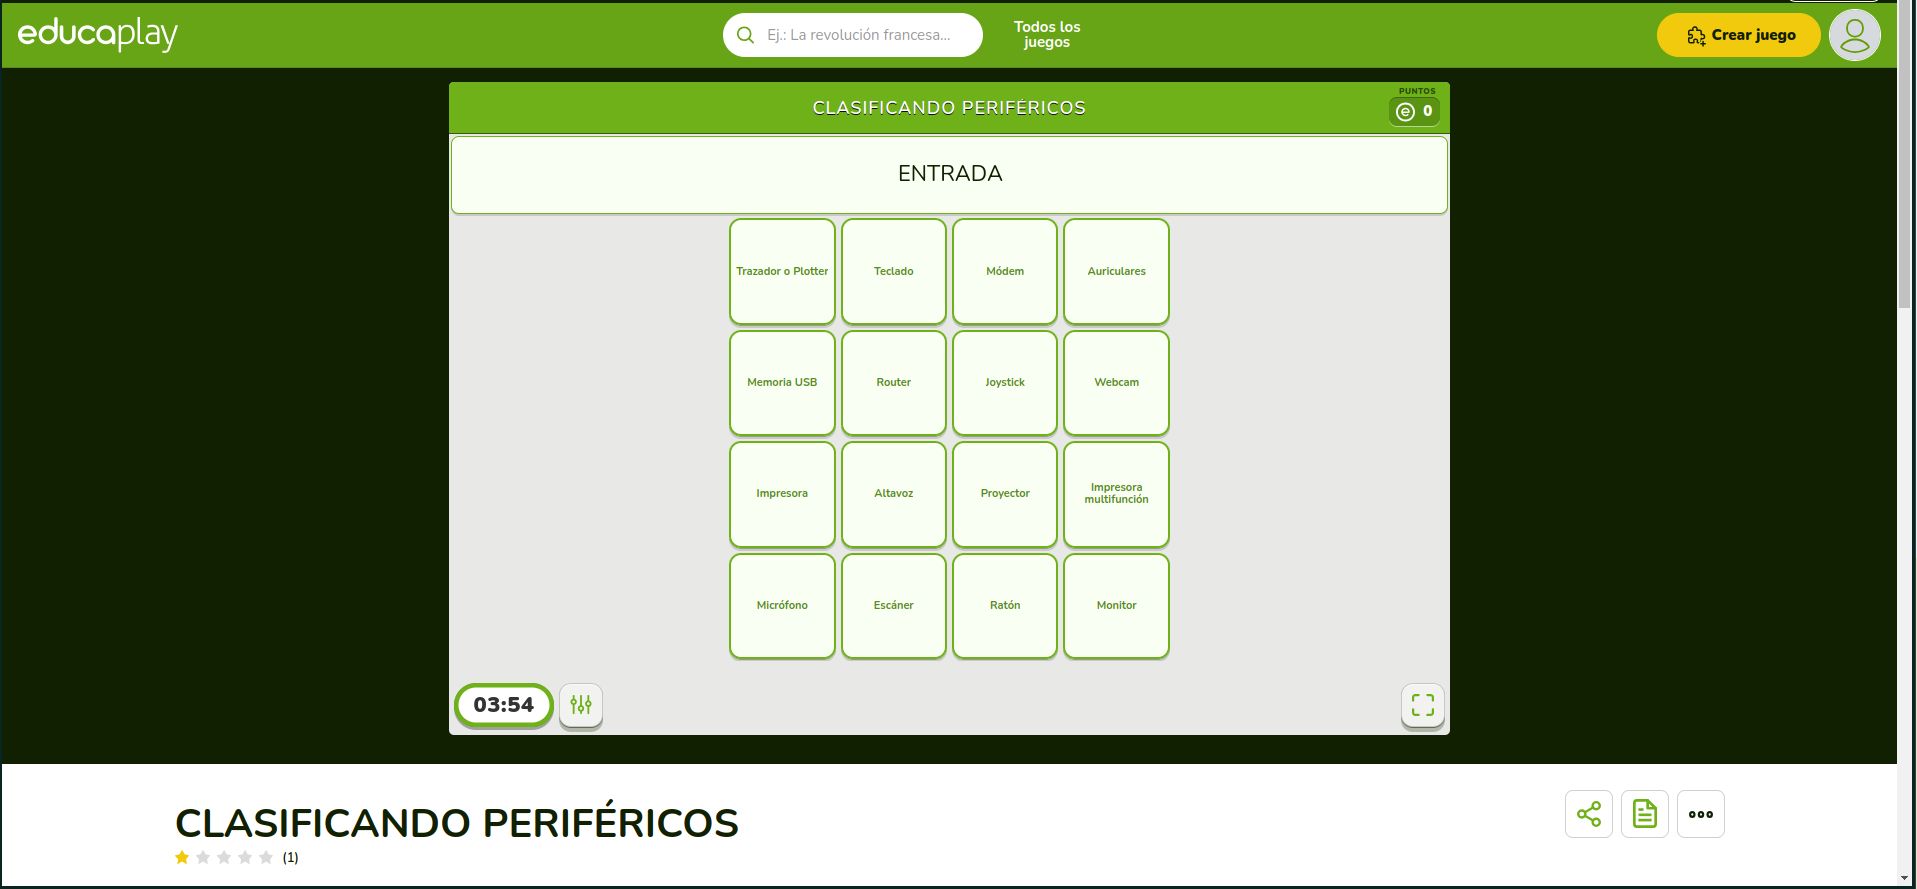 educaplay
Ej.: La revolución francesa...
Todos los
juegos
Crear juego
CLASIFICANDO PERIFÉRICOS
PUNTOS
0
ENTRADA
Trazador o Plotter
Teclado
Módem
Auriculares
Memoria USB
Router
Joystick
Webcam
Impresora
Altavoz
Proyector
Impresora
multifunción
Micrófono
Escáner
Ratón
Monitor
03:54
CLASIFICANDO PERIFÉRICOS
(1)